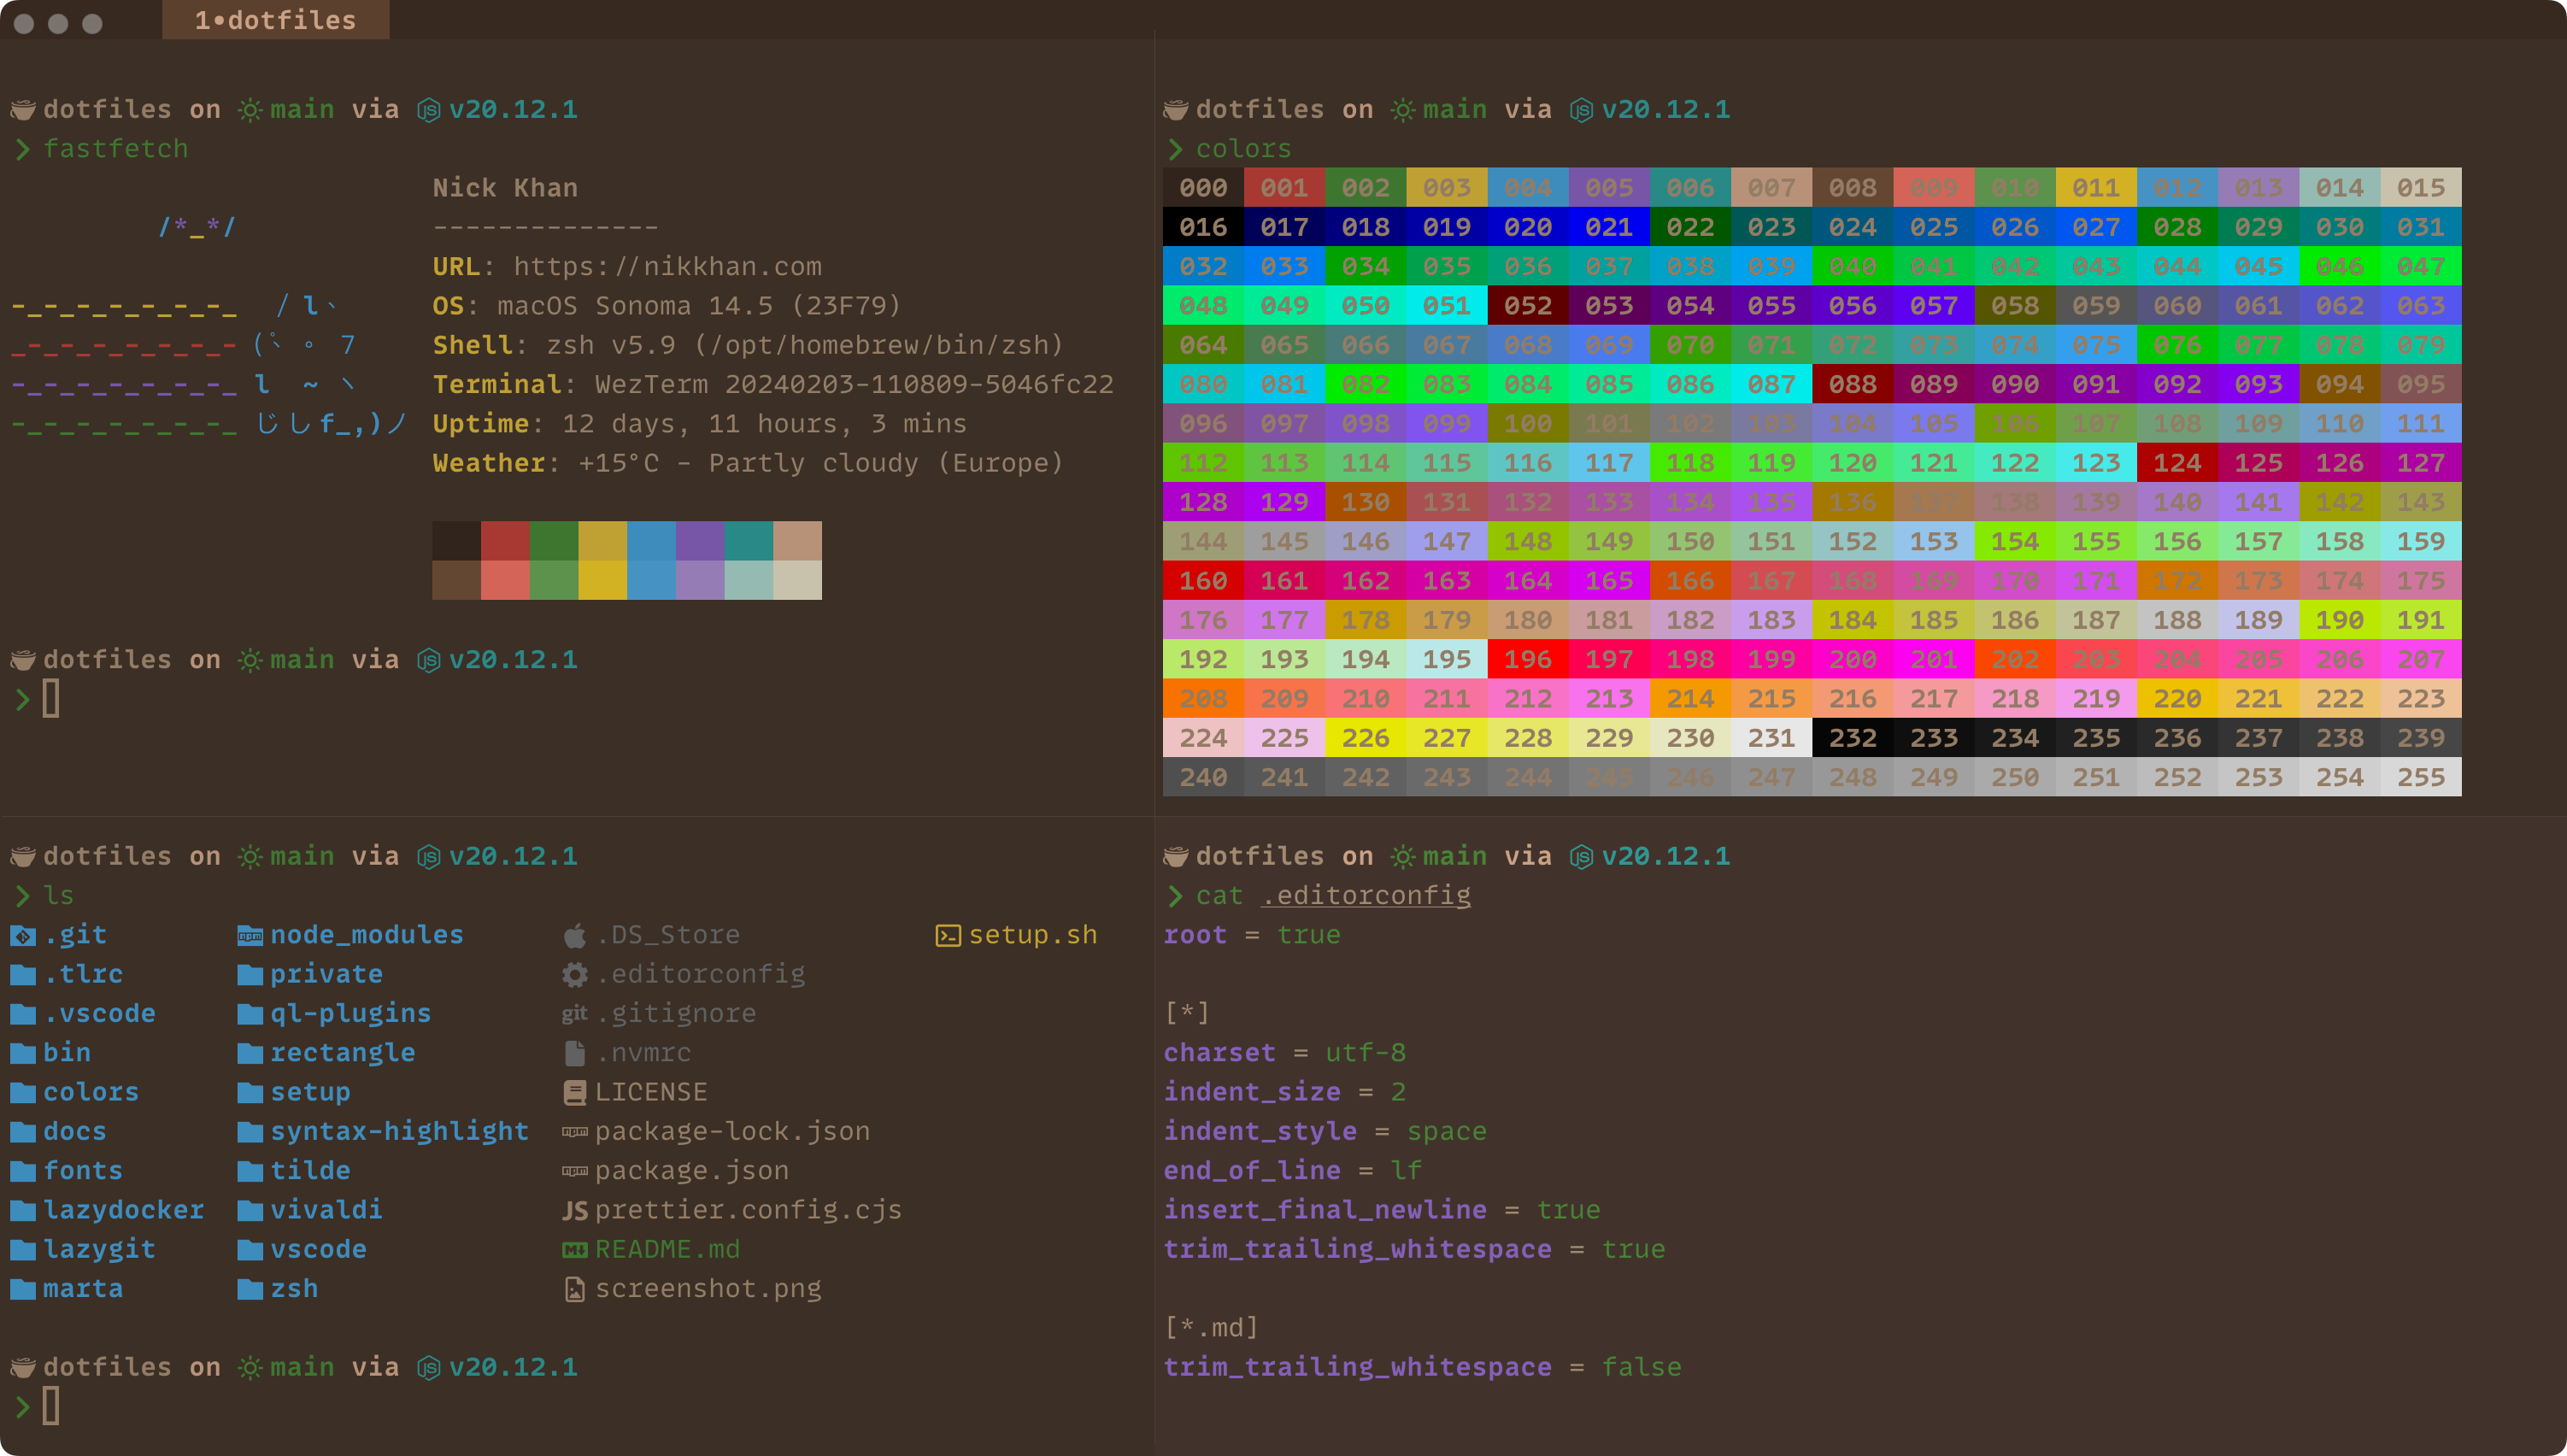 1•dotfiles
dotfiles on main via v20.12.1
❯ fastfetch
Nick Khan
/*_*/ --------------
URL: https://nikkhan.com
-_-_-_-_-_-_-_ / l、 OS: macOS Sonoma 14.5 (23F79)
_-_-_-_-_-_-_- (゚、 。 7 Shell: zsh v5.9 (/opt/homebrew/bin/zsh)
-_-_-_-_-_-_-_ l ~ ヽ Terminal: WezTerm 20240203-110809-5046fc22
-_-_-_-_-_-_-_ じしf_,)ノ Uptime: 12 days, 11 hours, 3 mins
Weather: +15°C - Partly cloudy (Europe)
dotfiles on main via v20.12.1
❯
dotfiles on main via v20.12.1
❯ colors
000 001 002 003 004 005 006 007 008 009 010 011 012 013 014 015
016 017 018 019 020 021 022 023 024 025 026 027 028 029 030 031
032 033 034 035 036 037 038 039 040 041 042 043 044 045 046 047
048 049 050 051 052 053 054 055 056 057 058 059 060 061 062 063
064 065 066 067 068 069 070 071 072 073 074 075 076 077 078 079
080 081 082 083 084 085 086 087 088 089 090 091 092 093 094 095
096 097 098 099 100 101 102 103 104 105 106 107 108 109 110 111
112 113 114 115 116 117 118 119 120 121 122 123 124 125 126 127
128 129 130 131 132 133 134 135 136 137 138 139 140 141 142 143
144 145 146 147 148 149 150 151 152 153 154 155 156 157 158 159
160 161 162 163 164 165 166 167 168 169 170 171 172 173 174 175
176 177 178 179 180 181 182 183 184 185 186 187 188 189 190 191
192 193 194 195 196 197 198 199 200 201 202 203 204 205 206 207
208 209 210 211 212 213 214 215 216 217 218 219 220 221 222 223
224 225 226 227 228 229 230 231 232 233 234 235 236 237 238 239
240 241 242 243 244 245 246 247 248 249 250 251 252 253 254 255
dotfiles on main via v20.12.1
❯ ls
.git node_modules .DS_Store setup.sh
.tlrc private .editorconfig
.vscode ql-plugins .gitignore
bin rectangle .nvmrc
colors setup LICENSE
docs syntax-highlight package-lock.json
fonts tilde package.json
lazydocker vivaldi prettier.config.cjs
lazygit vscode README.md
marta zsh screenshot.png
dotfiles on main via v20.12.1
❯
dotfiles on main via v20.12.1
❯ cat .editorconfig
root = true
[*]
charset = utf-8
indent_size = 2
indent_style = space
end_of_line = lf
insert_final_newline = true
trim_trailing_whitespace = true
[*.md]
trim_trailing_whitespace = false